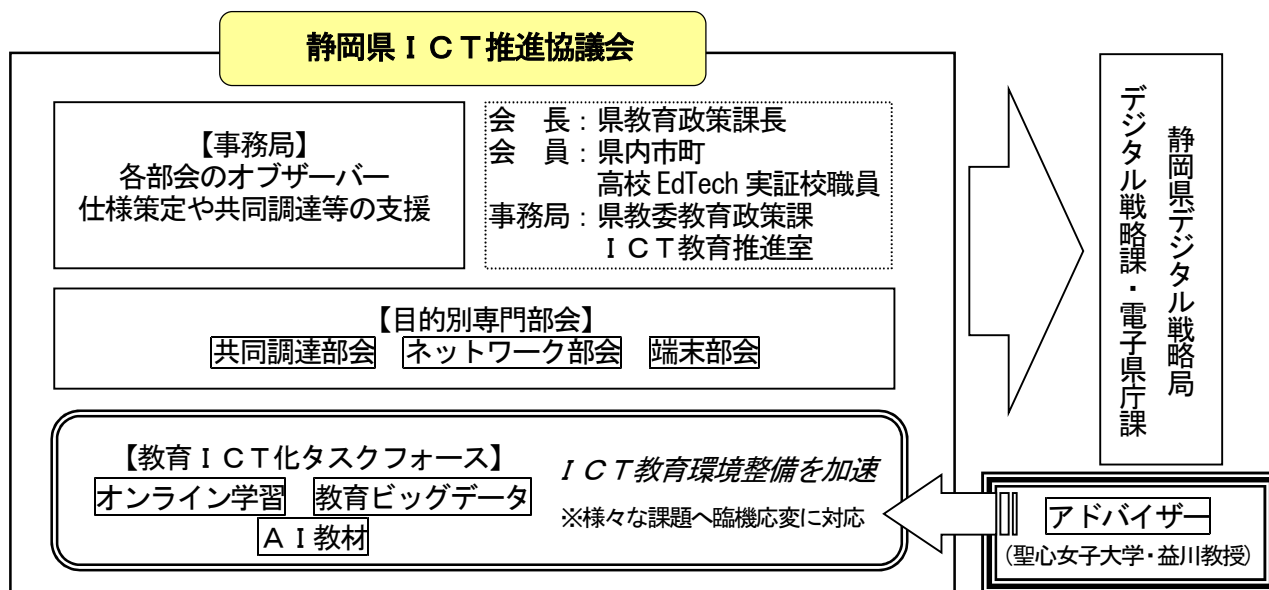 静岡県ＩＣＴ推進協議会
【事務局】
各部会のオブザーバー
仕様策定や共同調達等の支援
会　長：県教育政策課長
会　員：県内市町
高校 EdTech 実証校職員
事務局：県教委教育政策課
ＩＣＴ教育推進室
【目的別専門部会】
共同調達部会　ネットワーク部会　端末部会
【教育ＩＣＴ化タスクフォース】
オンライン学習　教育ビッグデータ
ＡＩ教材
ＩＣＴ教育環境整備を加速
※様々な課題へ臨機応変に対応
静岡県デジタル戦略局
デジタル戦略課・電子県庁課
アドバイザー
（聖心女子大学・益川教授）